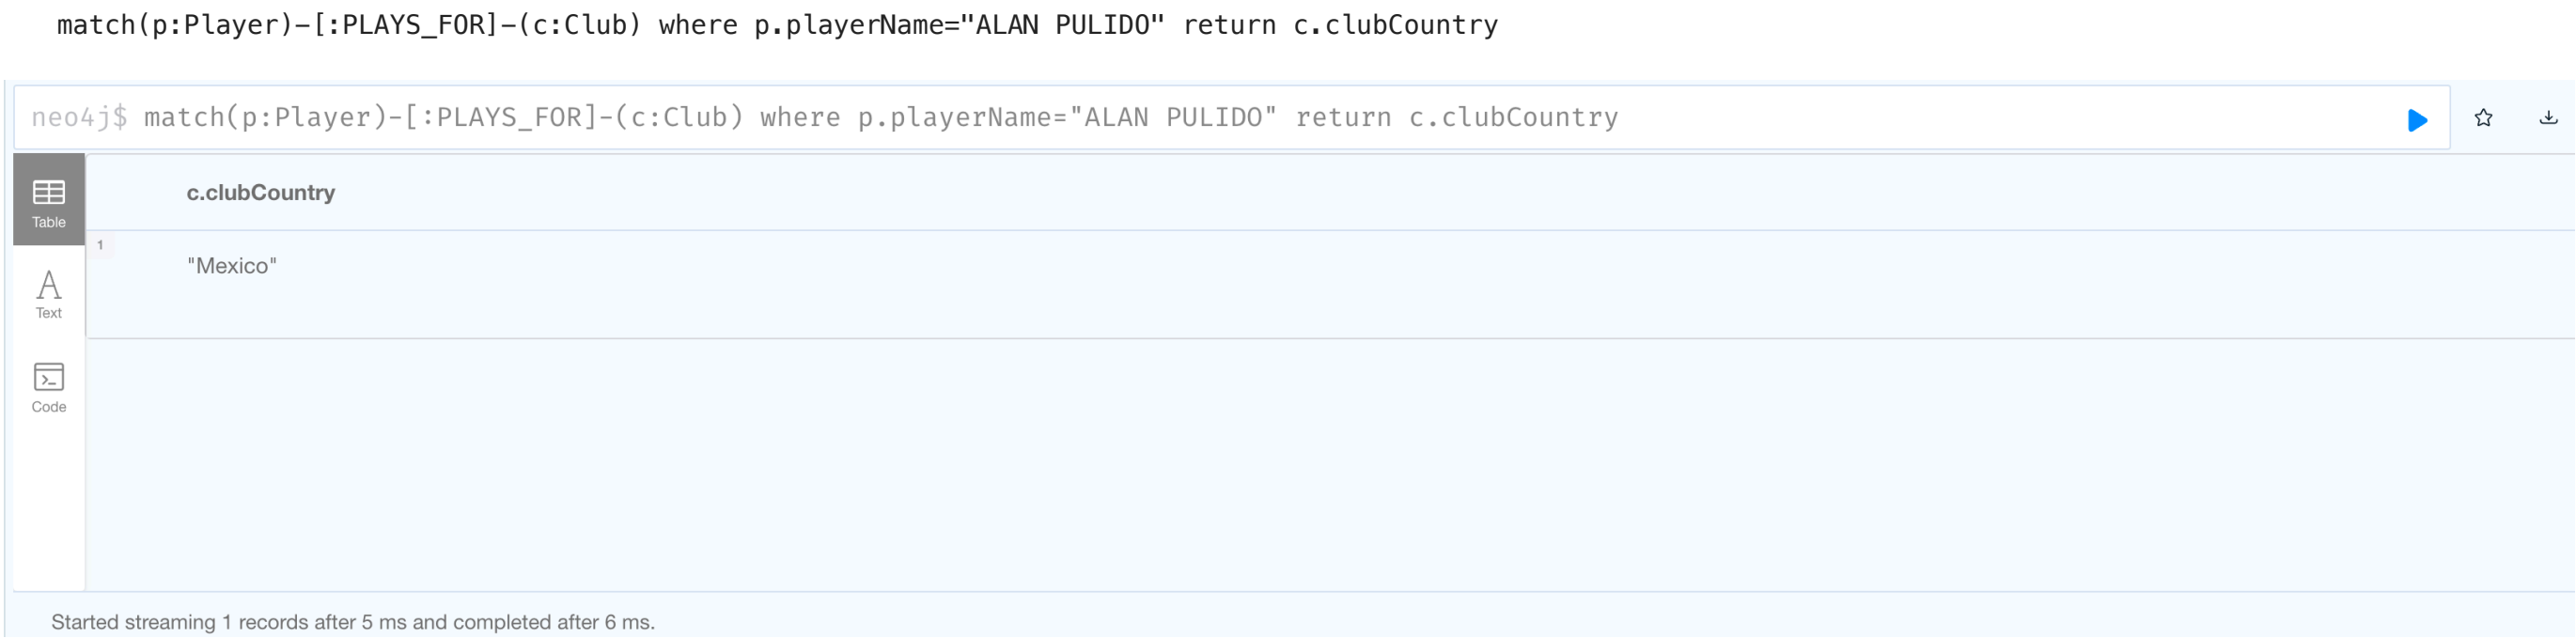 match(p:Player)-[:PLAYS_FOR]-(c:Club) where p.playerName="ALAN PULIDO" return c.clubCountry
neo4j$ match(p:Player)-[:PLAYS_FOR]-(c:Club) where p.playerName="ALAN PULIDO" return c.clubCountry
c.clubCountry
Table
1
"Mexico"
A
Text
>_
Code
Started streaming 1 records after 5 ms and completed after 6 ms.